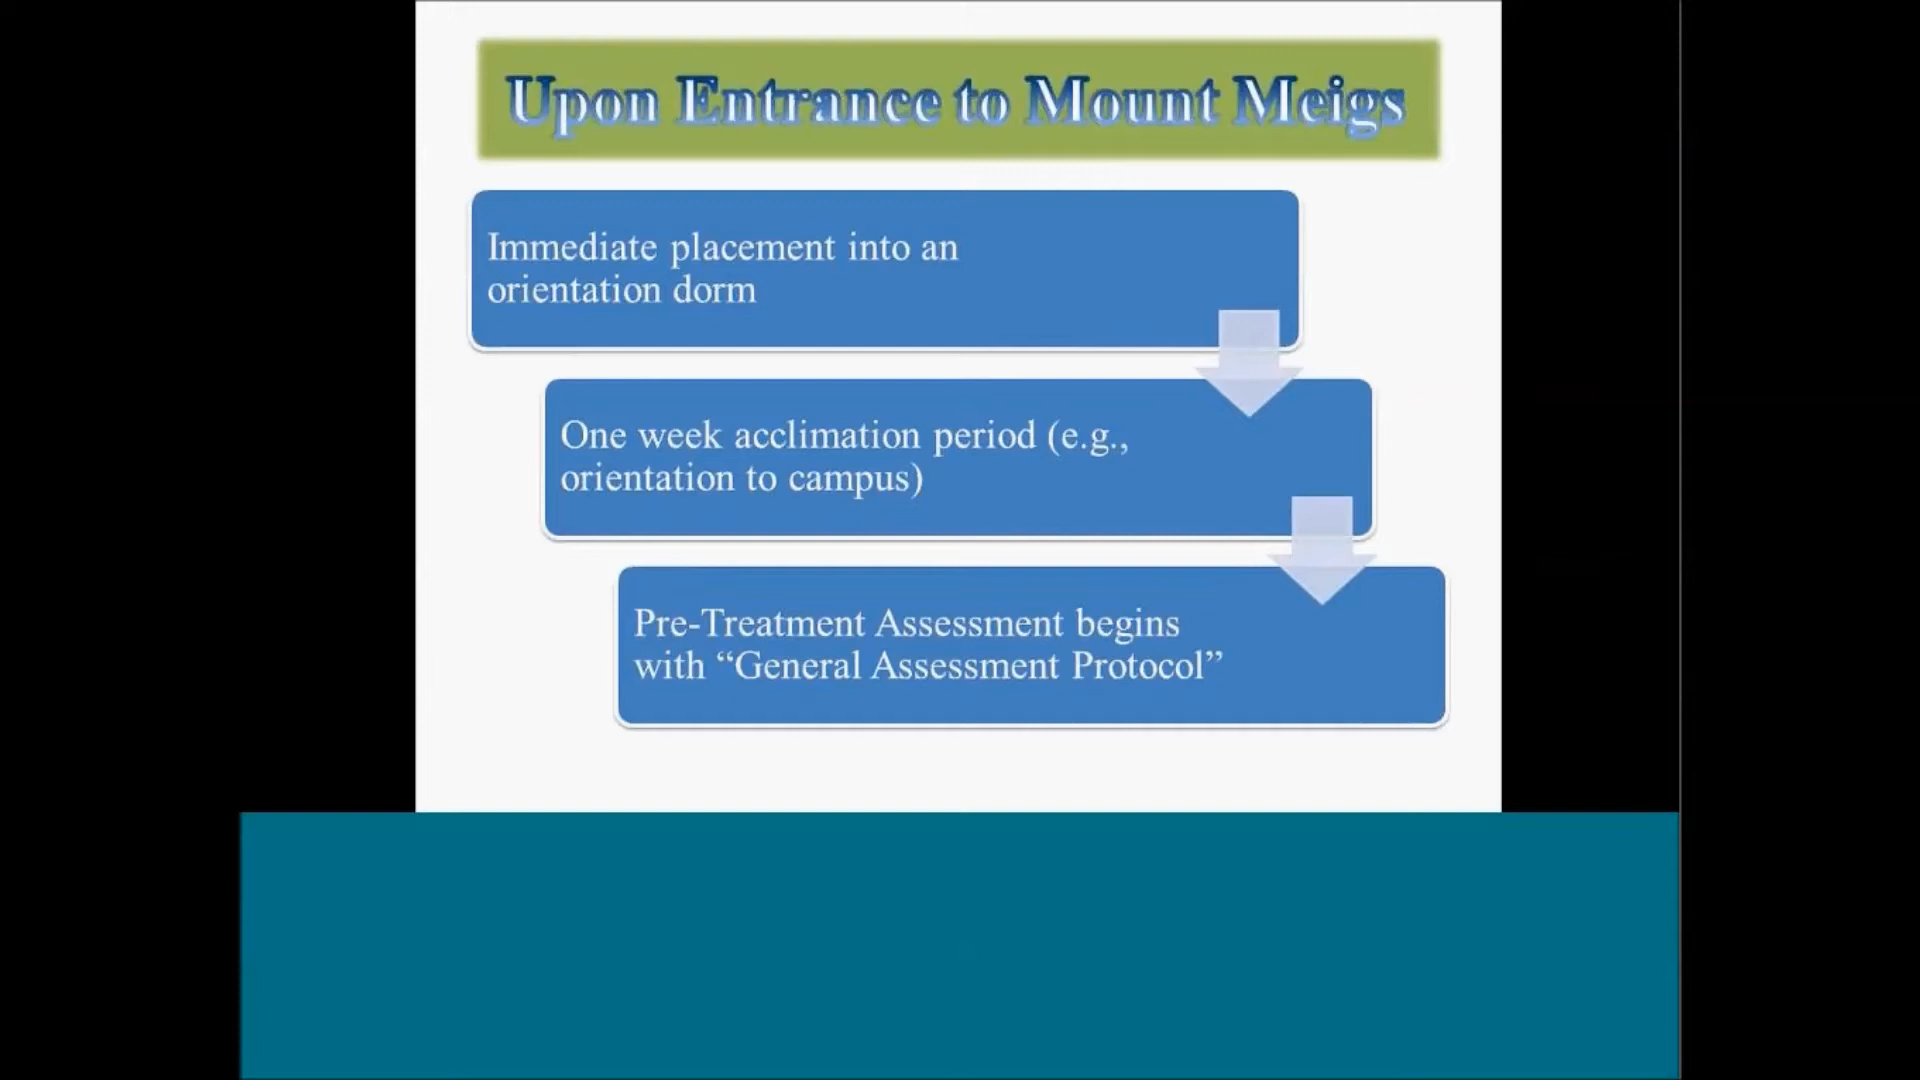 Upon Entrance to Mount Meigs
Immediate placement into an
orientation dorm
One week acclimation period (e.g.,
orientation to campus)
Pre-Treatment Assessment begins
with “General Assessment Protocol”